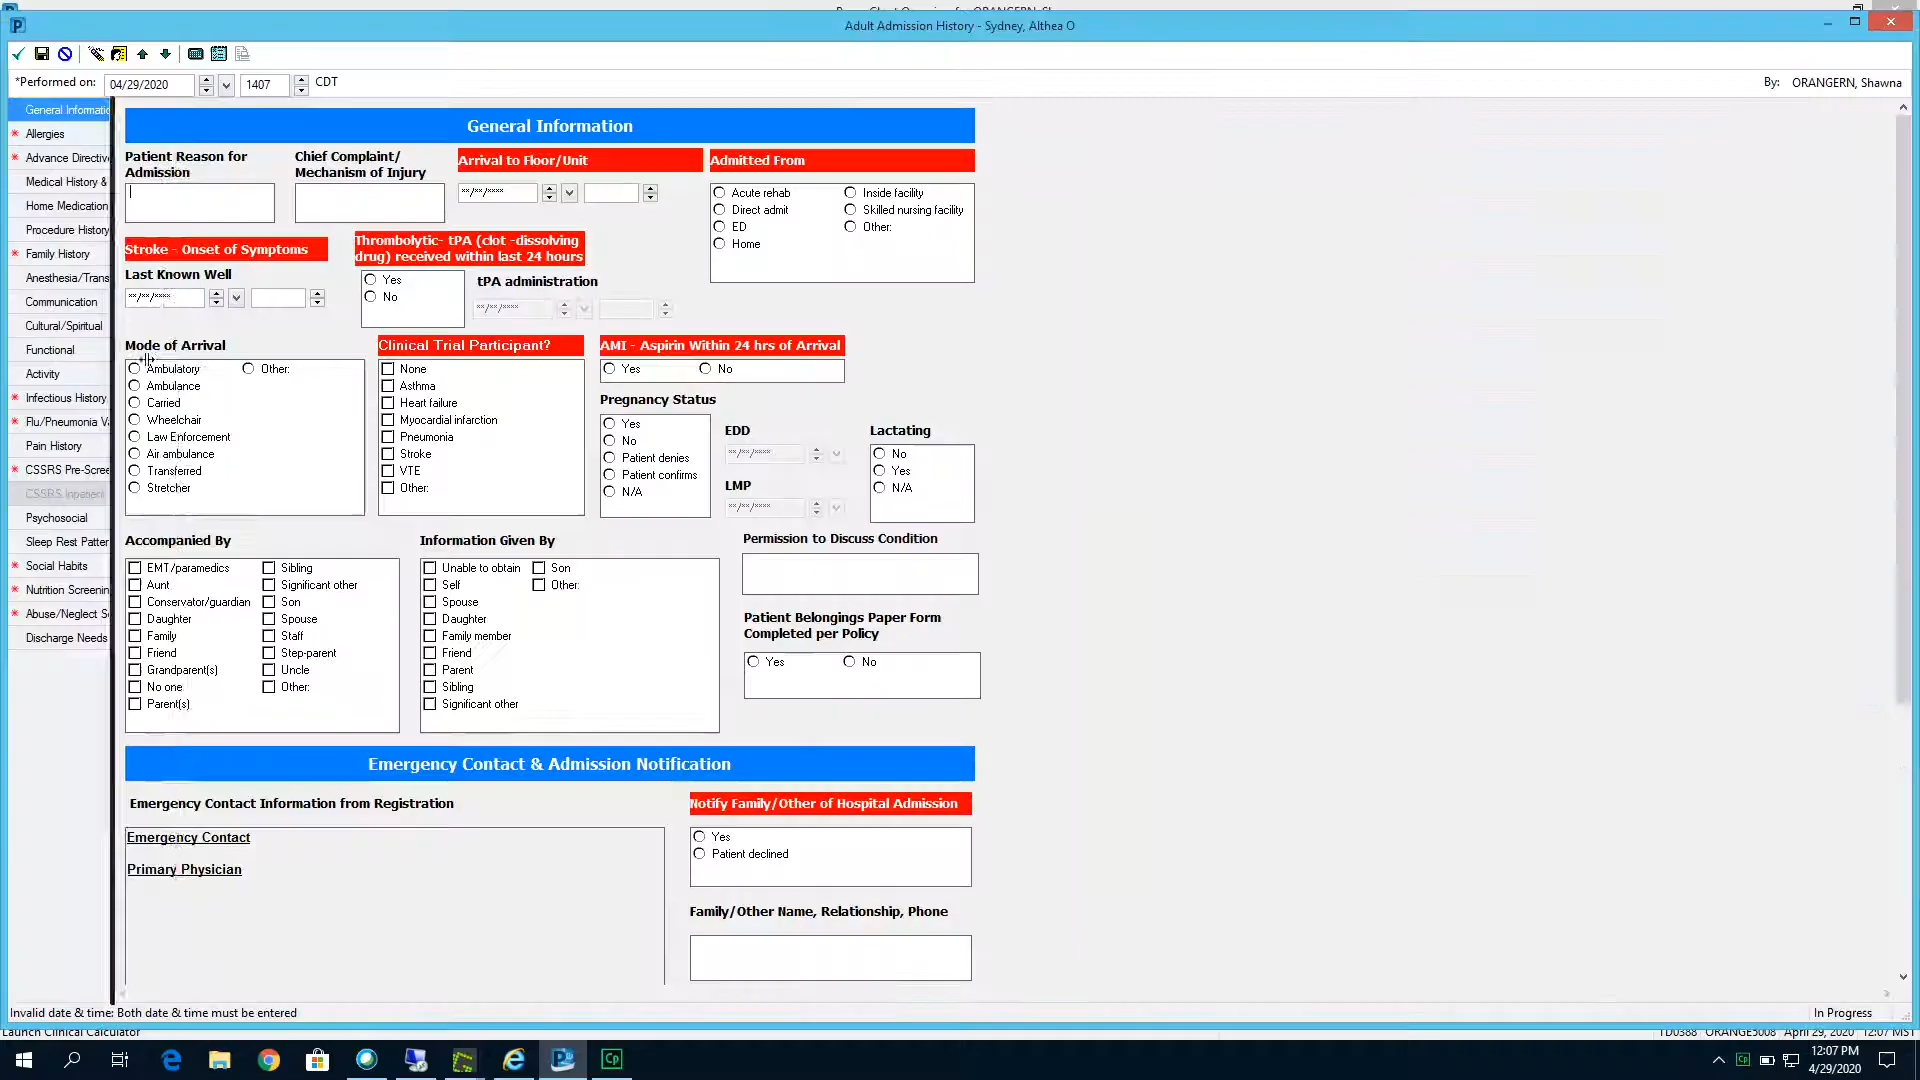 Adult Admission History - Sydney, Althea O
*Performed on: 04/29/2020 1407 CDT By: ORANGERN, Shawna
General Informatio
Allergies
Advance Directive
Medical History &
Home Medication
Procedure History
Family History
Anesthesia/Trans
Communication
Cultural/Spiritual
Functional
Activity
Infectious History
Flu/Pneumonia Va
Pain History
CSSRS Pre-Scree
CSSRS Inpatient
Psychosocial
Sleep Rest Patter
Social Habits
Nutrition Screenin
Abuse/Neglect Sc
Discharge Needs
General Information
Patient Reason for
Admission
Chief Complaint/
Mechanism of Injury
Arrival to Floor/Unit
**/**/****
Admitted From
Acute rehab
Direct admit
ED
Home
Inside facility
Skilled nursing facility
Other:
Stroke - Onset of Symptoms
Last Known Well
**/**/****
Thrombolytic- tPA (clot -dissolving
drug) received within last 24 hours
Yes
No
tPA administration
**/**/****
Mode of Arrival
Ambulatory
Ambulance
Carried
Wheelchair
Law Enforcement
Air ambulance
Transferred
Stretcher
Other:
Clinical Trial Participant?
None
Asthma
Heart failure
Myocardial infarction
Pneumonia
Stroke
VTE
Other:
AMI - Aspirin Within 24 hrs of Arrival
Yes No
Pregnancy Status
Yes
No
Patient denies
Patient confirms
N/A
EDD
**/**/****
LMP
**/**/****
Lactating
No
Yes
N/A
Accompanied By
EMT/paramedics
Aunt
Conservator/guardian
Daughter
Family
Friend
Grandparent(s)
No one
Parent(s)
Sibling
Significant other
Son
Spouse
Staff
Step-parent
Uncle
Other:
Information Given By
Unable to obtain
Self
Spouse
Daughter
Family member
Friend
Parent
Sibling
Significant other
Son
Other:
Permission to Discuss Condition
Patient Belongings Paper Form
Completed per Policy
Yes No
Emergency Contact & Admission Notification
Emergency Contact Information from Registration
Emergency Contact
Primary Physician
Notify Family/Other of Hospital Admission
Yes
Patient declined
Family/Other Name, Relationship, Phone
Invalid date & time: Both date & time must be entered
In Progress
Launch Clinical Calculator
TD0388 ORANGE5008 April 29, 2020 12:07 MST
12:07 PM
4/29/2020